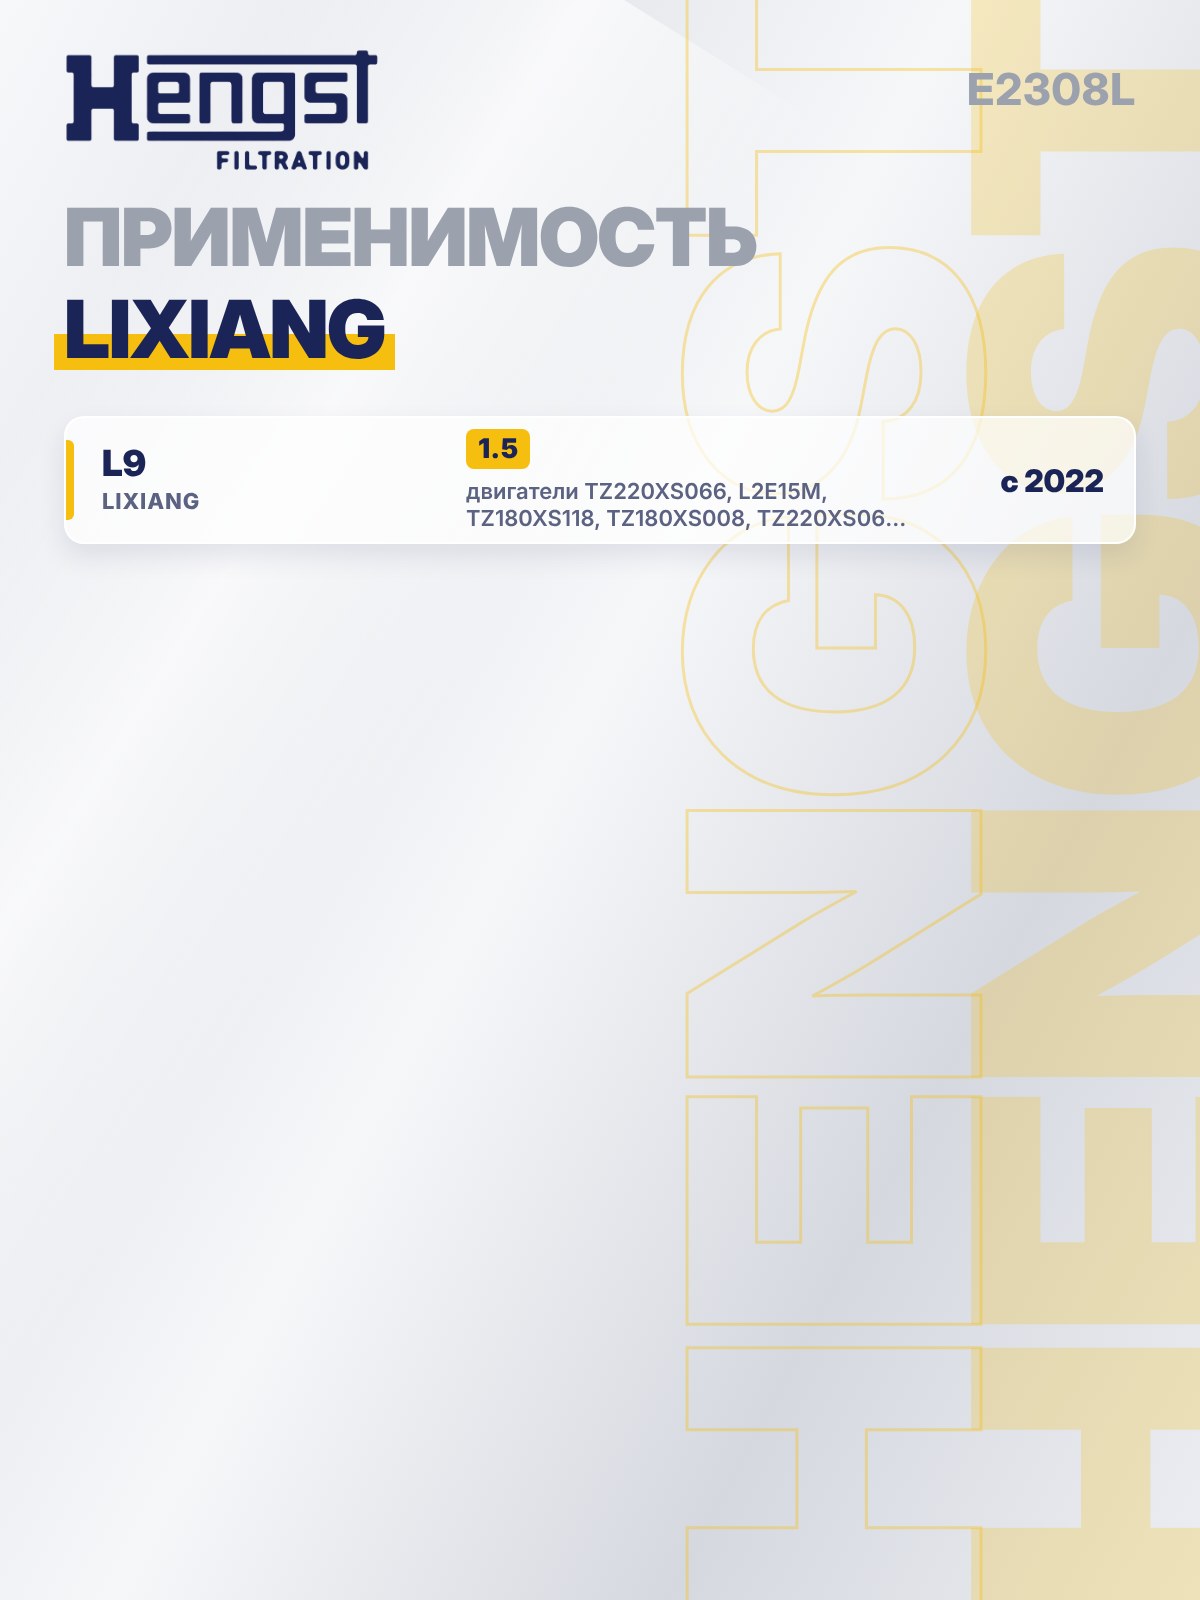 Hengst
FILTRATION
E2308L
ПРИМЕНИМОСТЬ
LIXIANG
L9
LIXIANG
1.5
двигатели TZ220XS066, L2E15M,
TZ180XS118, TZ180XS008, TZ220XS06...
с 2022
HENGST
HENGST